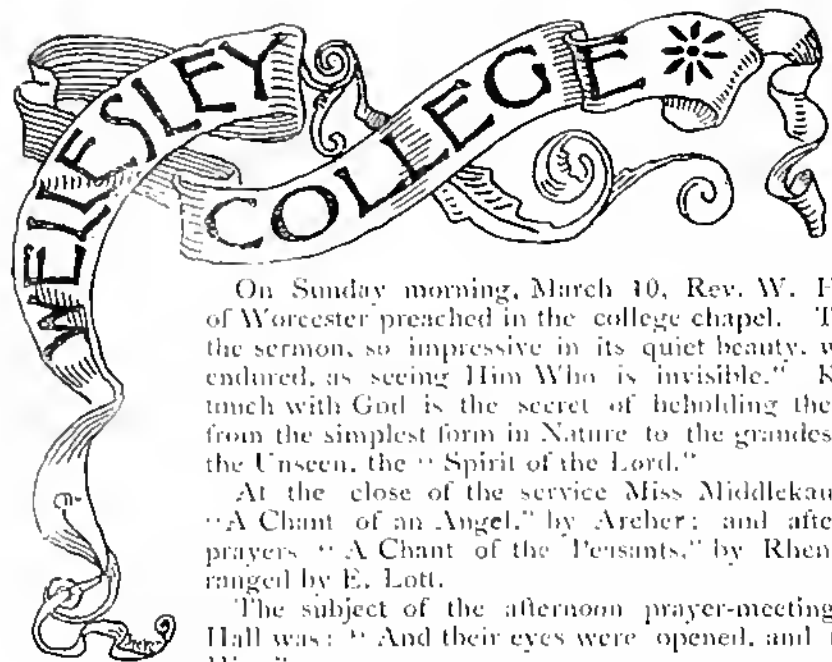 WELLESLEY COLLEGE
On Sunday morning, March 10, Rev. W. H
of Worcester preached in the college chapel. T
the sermon, so impressive in its quiet beauty, w
endured, as seeing Him Who is invisible." K
touch with God is the secret of beholding the
from the simplest form in Nature to the grandes
the Unseen, the "Spirit of the Lord."
At the close of the service Miss Middlekau
"A Chant of an Angel," by Archer; and afte
prayers "A Chant of the Peasants," by Rhen
ranged by E. Lott.
The subject of the afternoon prayer-meeting
Hall was: "And their eyes were opened, and